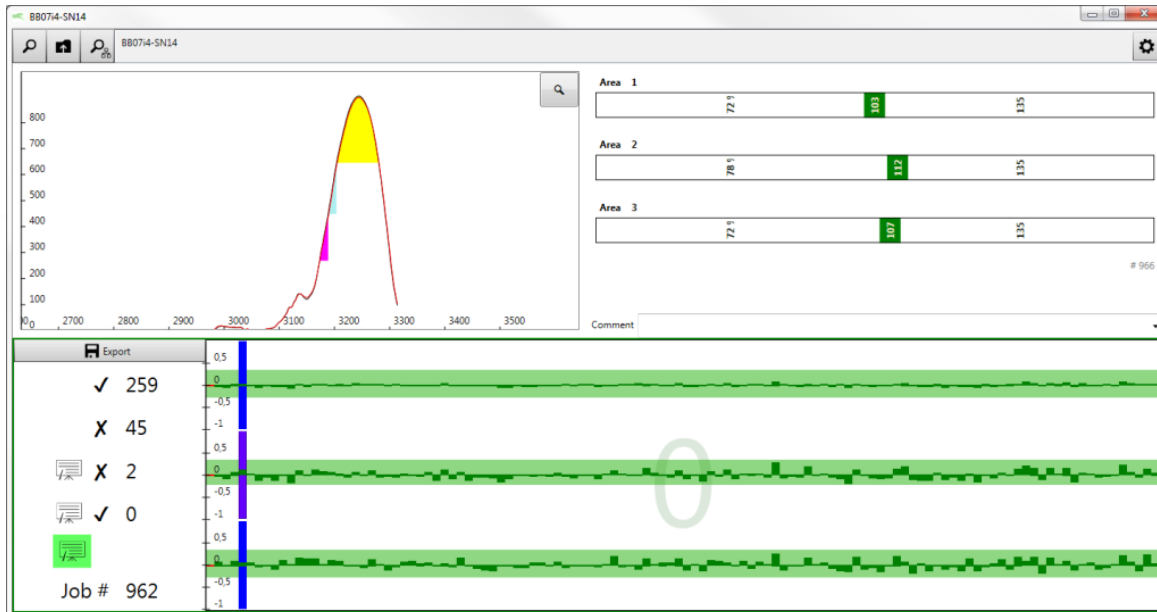 BB07i4-SN14
BB07i4-SN14
800
700
600
500
400
300
200
100
0
2700 2800 2900 3000 3100 3200 3300 3400 3500
Area 1
72 103 135
Area 2
78 112 135
Area 3
72 107 135
# 966
Comment
Export
✓ 259
✗ 45
✗ 2
✓ 0
Job # 962
0,5
0
-0,5
-1
0,5
0
-0,5
-1
0,5
0
-0,5
-1
0